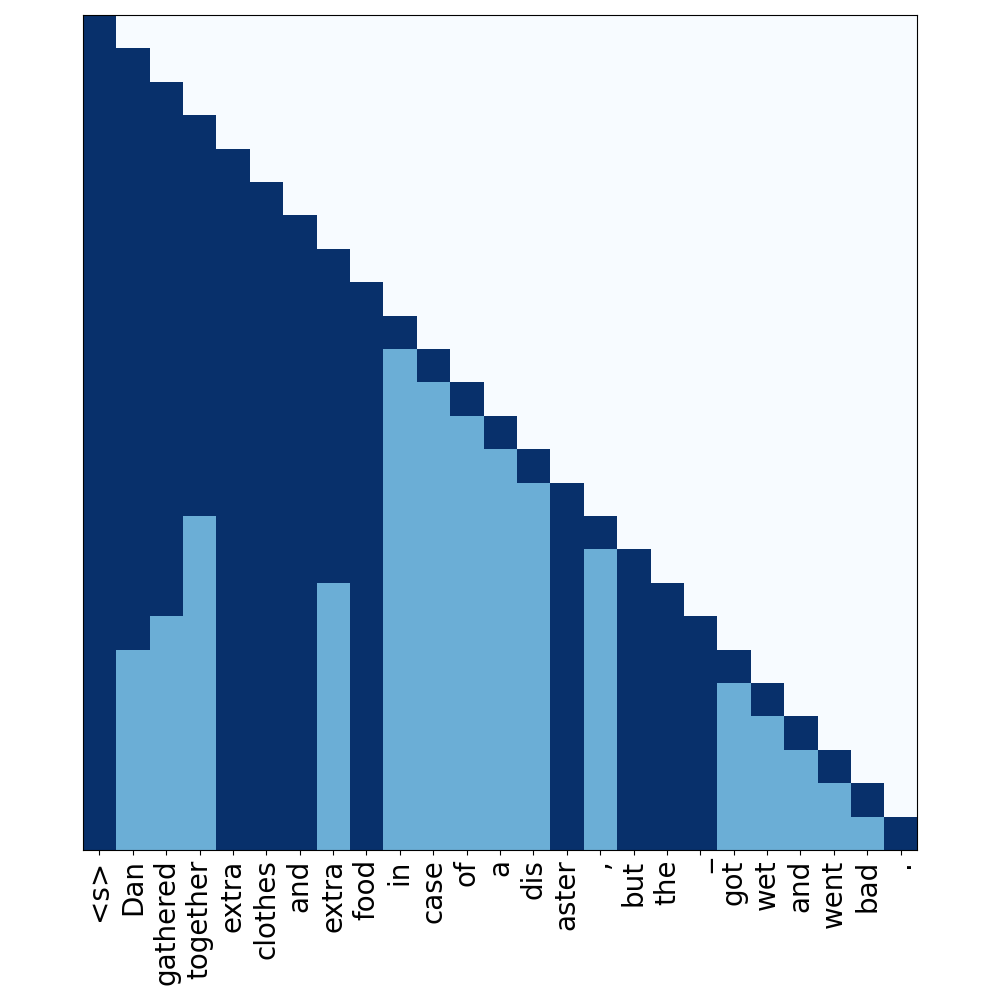 <s> Dan gathered together extra clothes and extra food in case of a dis aster , but the _ got wet and went bad .